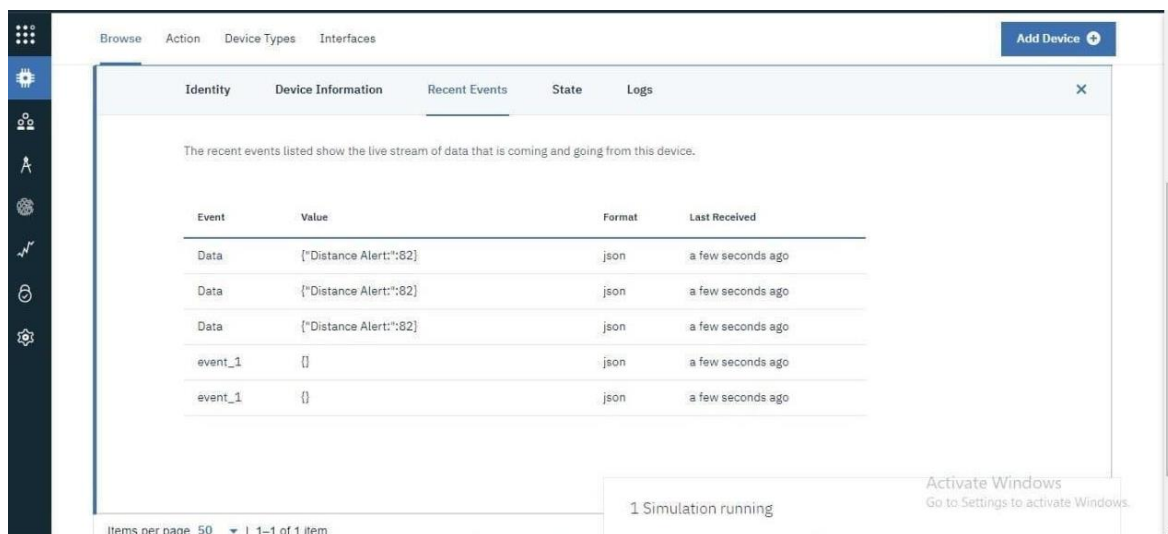 Browse Action Device Types Interfaces Add Device
Identity Device Information Recent Events State Logs
The recent events listed show the live stream of data that is coming and going from this device.
Event Value Format Last Received
Data {"Distance Alert:":82} json a few seconds ago
Data {"Distance Alert:":82} json a few seconds ago
Data {"Distance Alert:":82} json a few seconds ago
event_1 {} json a few seconds ago
event_1 {} json a few seconds ago
Activate Windows
1 Simulation running Go to Settings to activate Windows.
Items per page 50 | 1–1 of 1 item